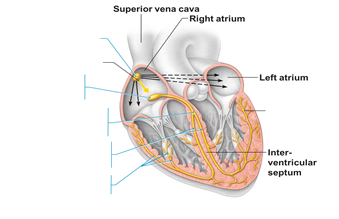 Superior vena cava
Right atrium
Left atrium
Inter-
ventricular
septum